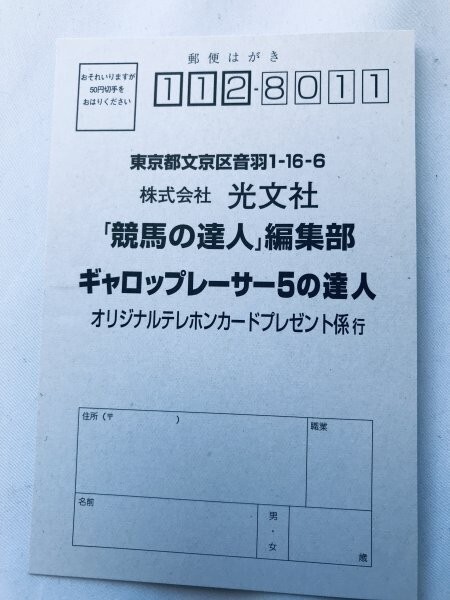 郵便はがき
おそれいりますが
50円切手を
おはりください
112-8011
東京都文京区音羽1-16-6
株式会社 光文社
「競馬の達人」編集部
ギャロップレーサー5の達人
オリジナルテレホンカードプレゼント係行
住所(〒 )
職業
名前
男・女
歳